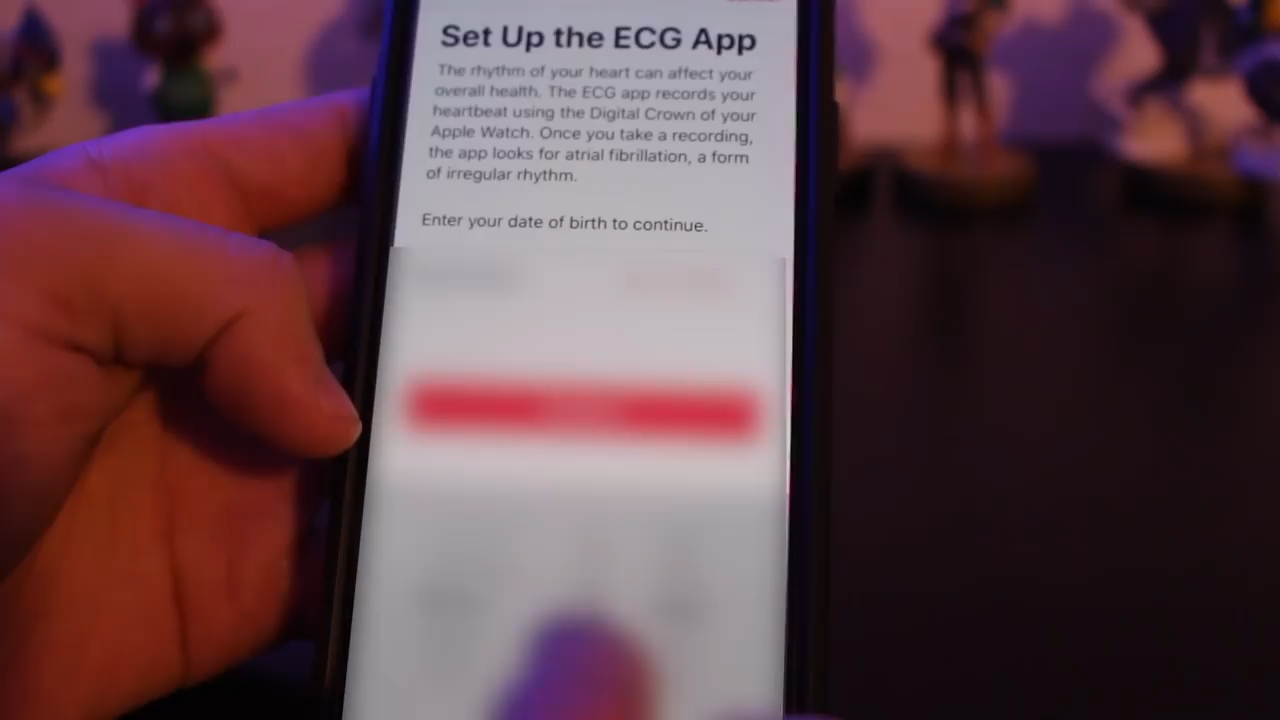 Set Up the ECG App
The rhythm of your heart can affect your
overall health. The ECG app records your
heartbeat using the Digital Crown of your
Apple Watch. Once you take a recording,
the app looks for atrial fibrillation, a form
of irregular rhythm.
Enter your date of birth to continue.